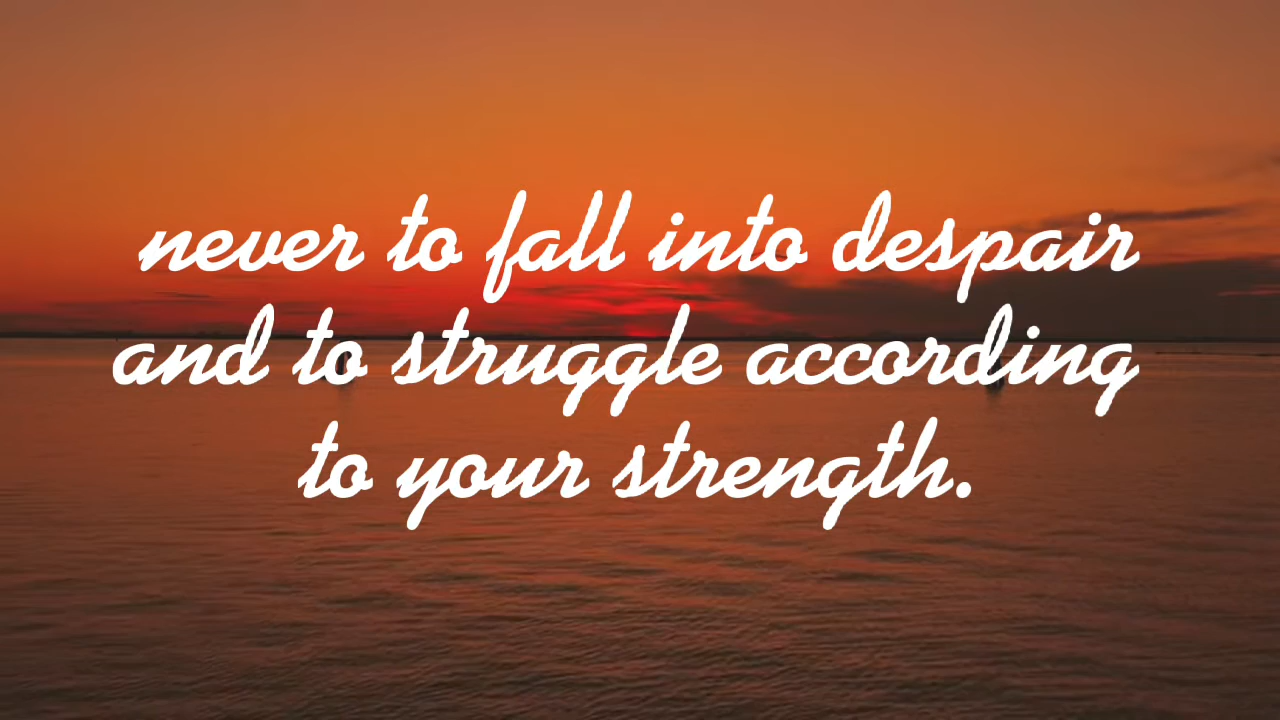 never to fall into despair
and to struggle according
to your strength.